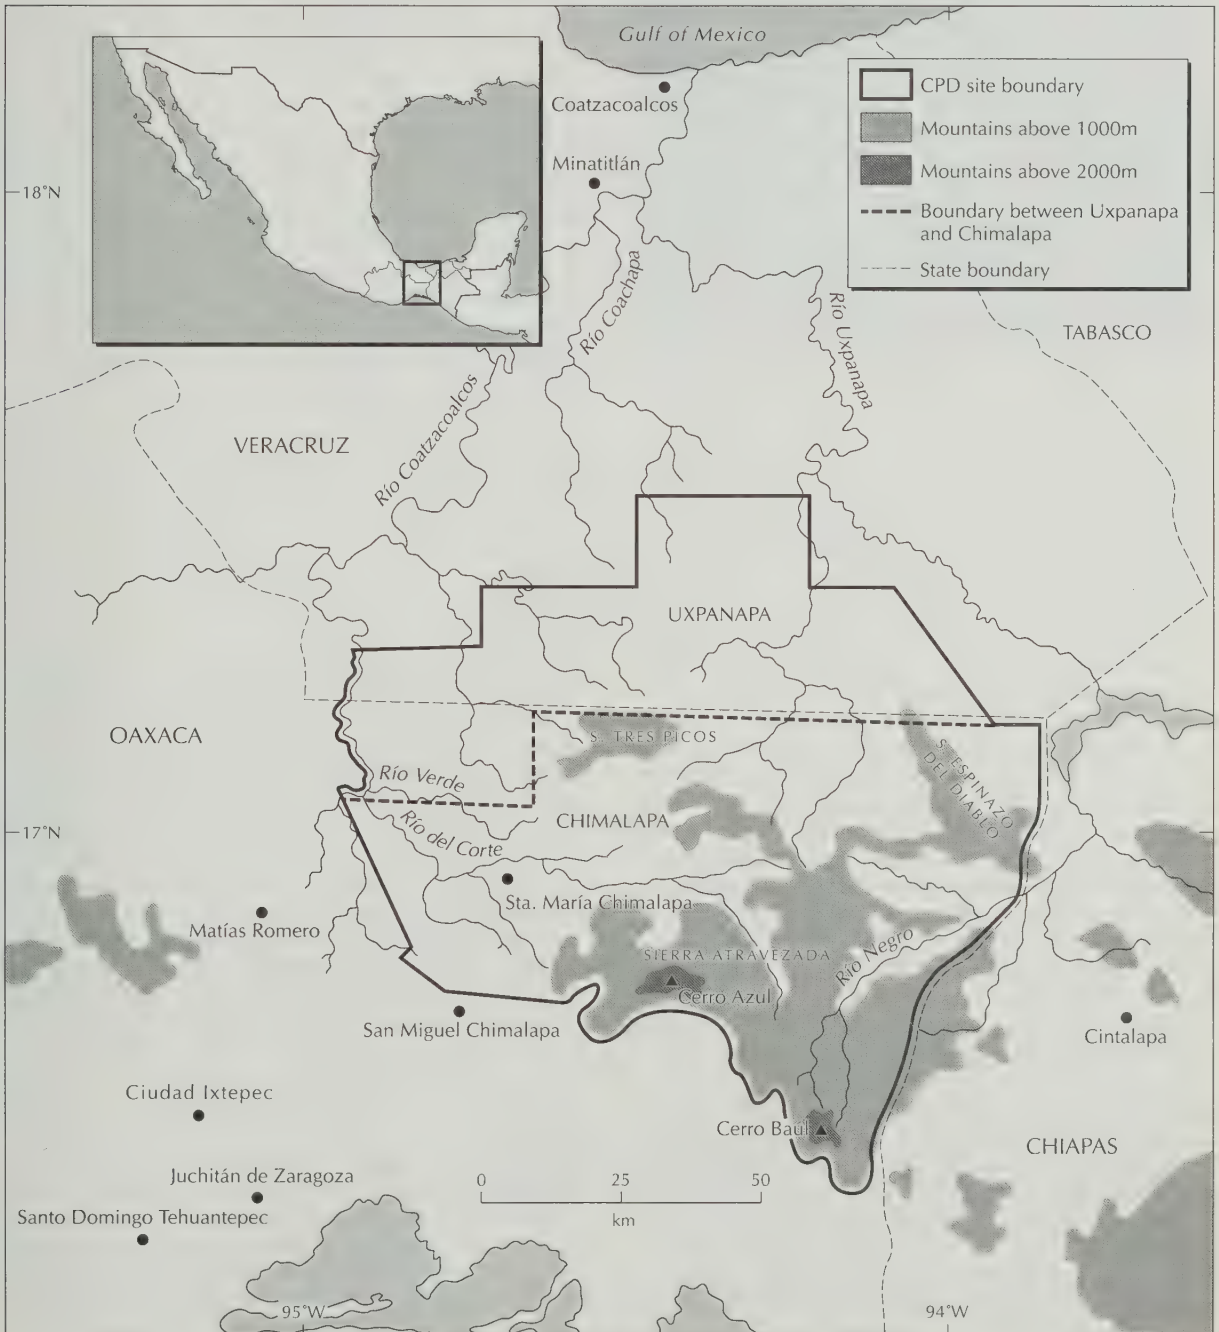 Gulf of Mexico
Coatzacoalcos
Minatitlán
CPD site boundary
Mountains above 1000m
Mountains above 2000m
Boundary between Uxpanapa
and Chimalapa
State boundary
18°N
Río Coachapa
Río Uxpanapa
TABASCO
Río Coatzacoalcos
VERACRUZ
UXPANAPA
OAXACA
S. TRES PICOS
S. ESPINAZO
DEL DIABLO
Río Verde
CHIMALAPA
17°N
Río del Corte
Sta. María Chimalapa
Matías Romero
SIERRA ATRAVEZADA
Río Negro
Cerro Azul
San Miguel Chimalapa
Cintalapa
Ciudad Ixtepec
Cerro Baúl
CHIAPAS
Juchitán de Zaragoza
Santo Domingo Tehuantepec
0 25 50
km
95°W
94°W